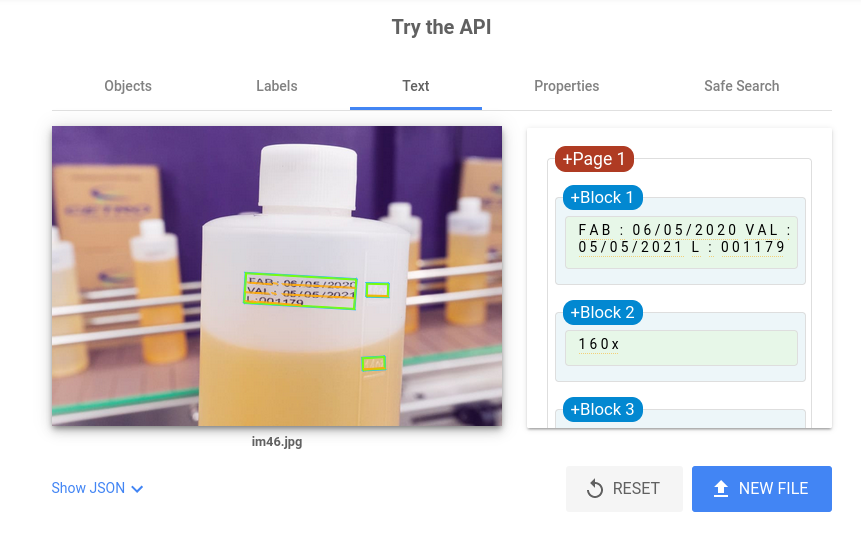 Try the API
Objects Labels Text Properties Safe Search
FAB: 06/05/2020
VAL: 05/05/2021
L:001179
im46.jpg
+Page 1
+Block 1
FAB : 06/05/2020 VAL :
05/05/2021 L : 001179
+Block 2
160x
+Block 3
Show JSON
RESET NEW FILE